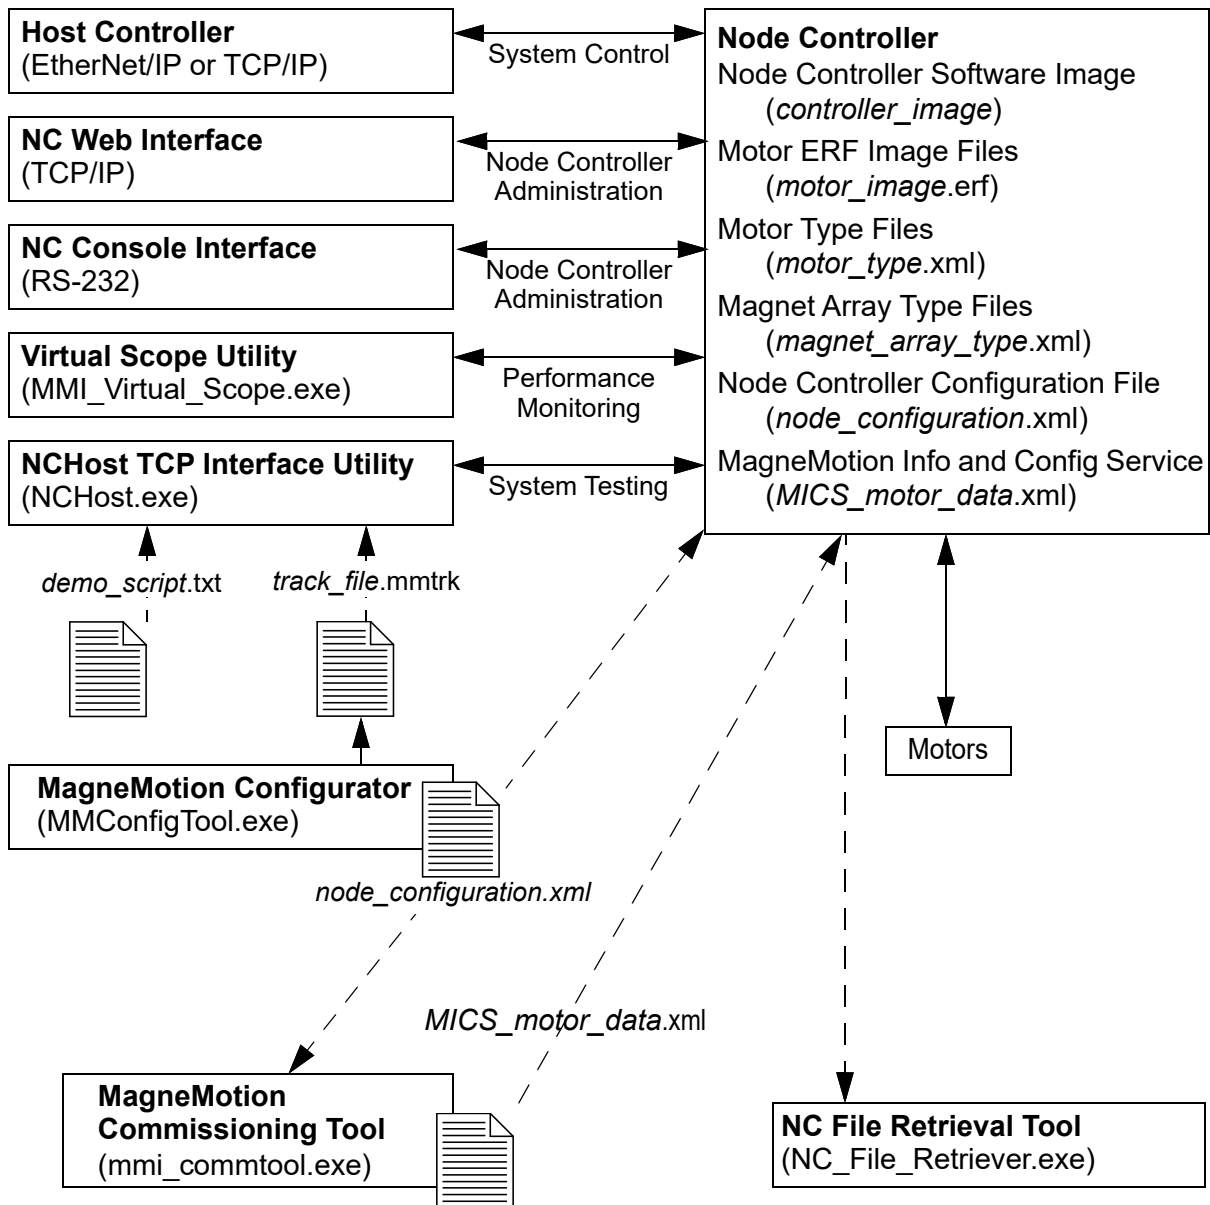 Host Controller
(EtherNet/IP or TCP/IP)
System Control
NC Web Interface
(TCP/IP)
Node Controller
Administration
NC Console Interface
(RS-232)
Node Controller
Administration
Virtual Scope Utility
(MMI_Virtual_Scope.exe)
Performance
Monitoring
NCHost TCP Interface Utility
(NCHost.exe)
System Testing
Node Controller
Node Controller Software Image
(controller_image)
Motor ERF Image Files
(motor_image.erf)
Motor Type Files
(motor_type.xml)
Magnet Array Type Files
(magnet_array_type.xml)
Node Controller Configuration File
(node_configuration.xml)
MagneMotion Info and Config Service
(MICS_motor_data.xml)
demo_script.txt
track_file.mmtrk
Motors
MagneMotion Configurator
(MMConfigTool.exe)
node_configuration.xml
MICS_motor_data.xml
MagneMotion
Commissioning Tool
(mmi_commtool.exe)
NC File Retrieval Tool
(NC_File_Retriever.exe)